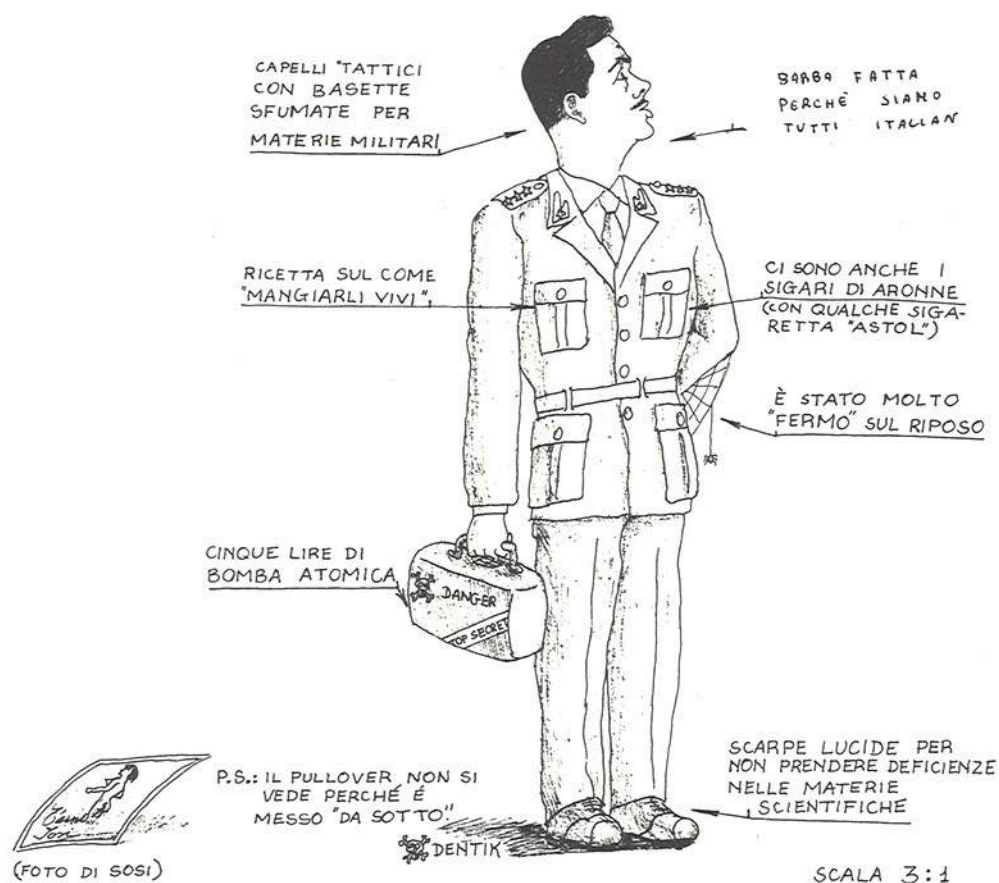 CAPELLI "TATTICI
CON BASETTE
SFUMATE PER
MATERIE MILITARI
BARBA FATTA
PERCHÈ SIAMO
TUTTI ITALIAN
RICETTA SUL COME
"MANGIARLI VIVI"
CI SONO ANCHE I
SIGARI DI ARONNE
(CON QUALCHE SIGA-
RETTA "ASTOL")
È STATO MOLTO
"FERMO" SUL RIPOSO
CINQUE LIRE DI
BOMBA ATOMICA
DANGER
TOP SECRET
SCARPE LUCIDE PER
NON PRENDERE DEFICIENZE
NELLE MATERIE
SCIENTIFICHE
P.S.: IL PULLOVER NON SI
VEDE PERCHÉ É
MESSO "DA SOTTO".
DENTIK
(FOTO DI SOSI)
SCALA 3:1